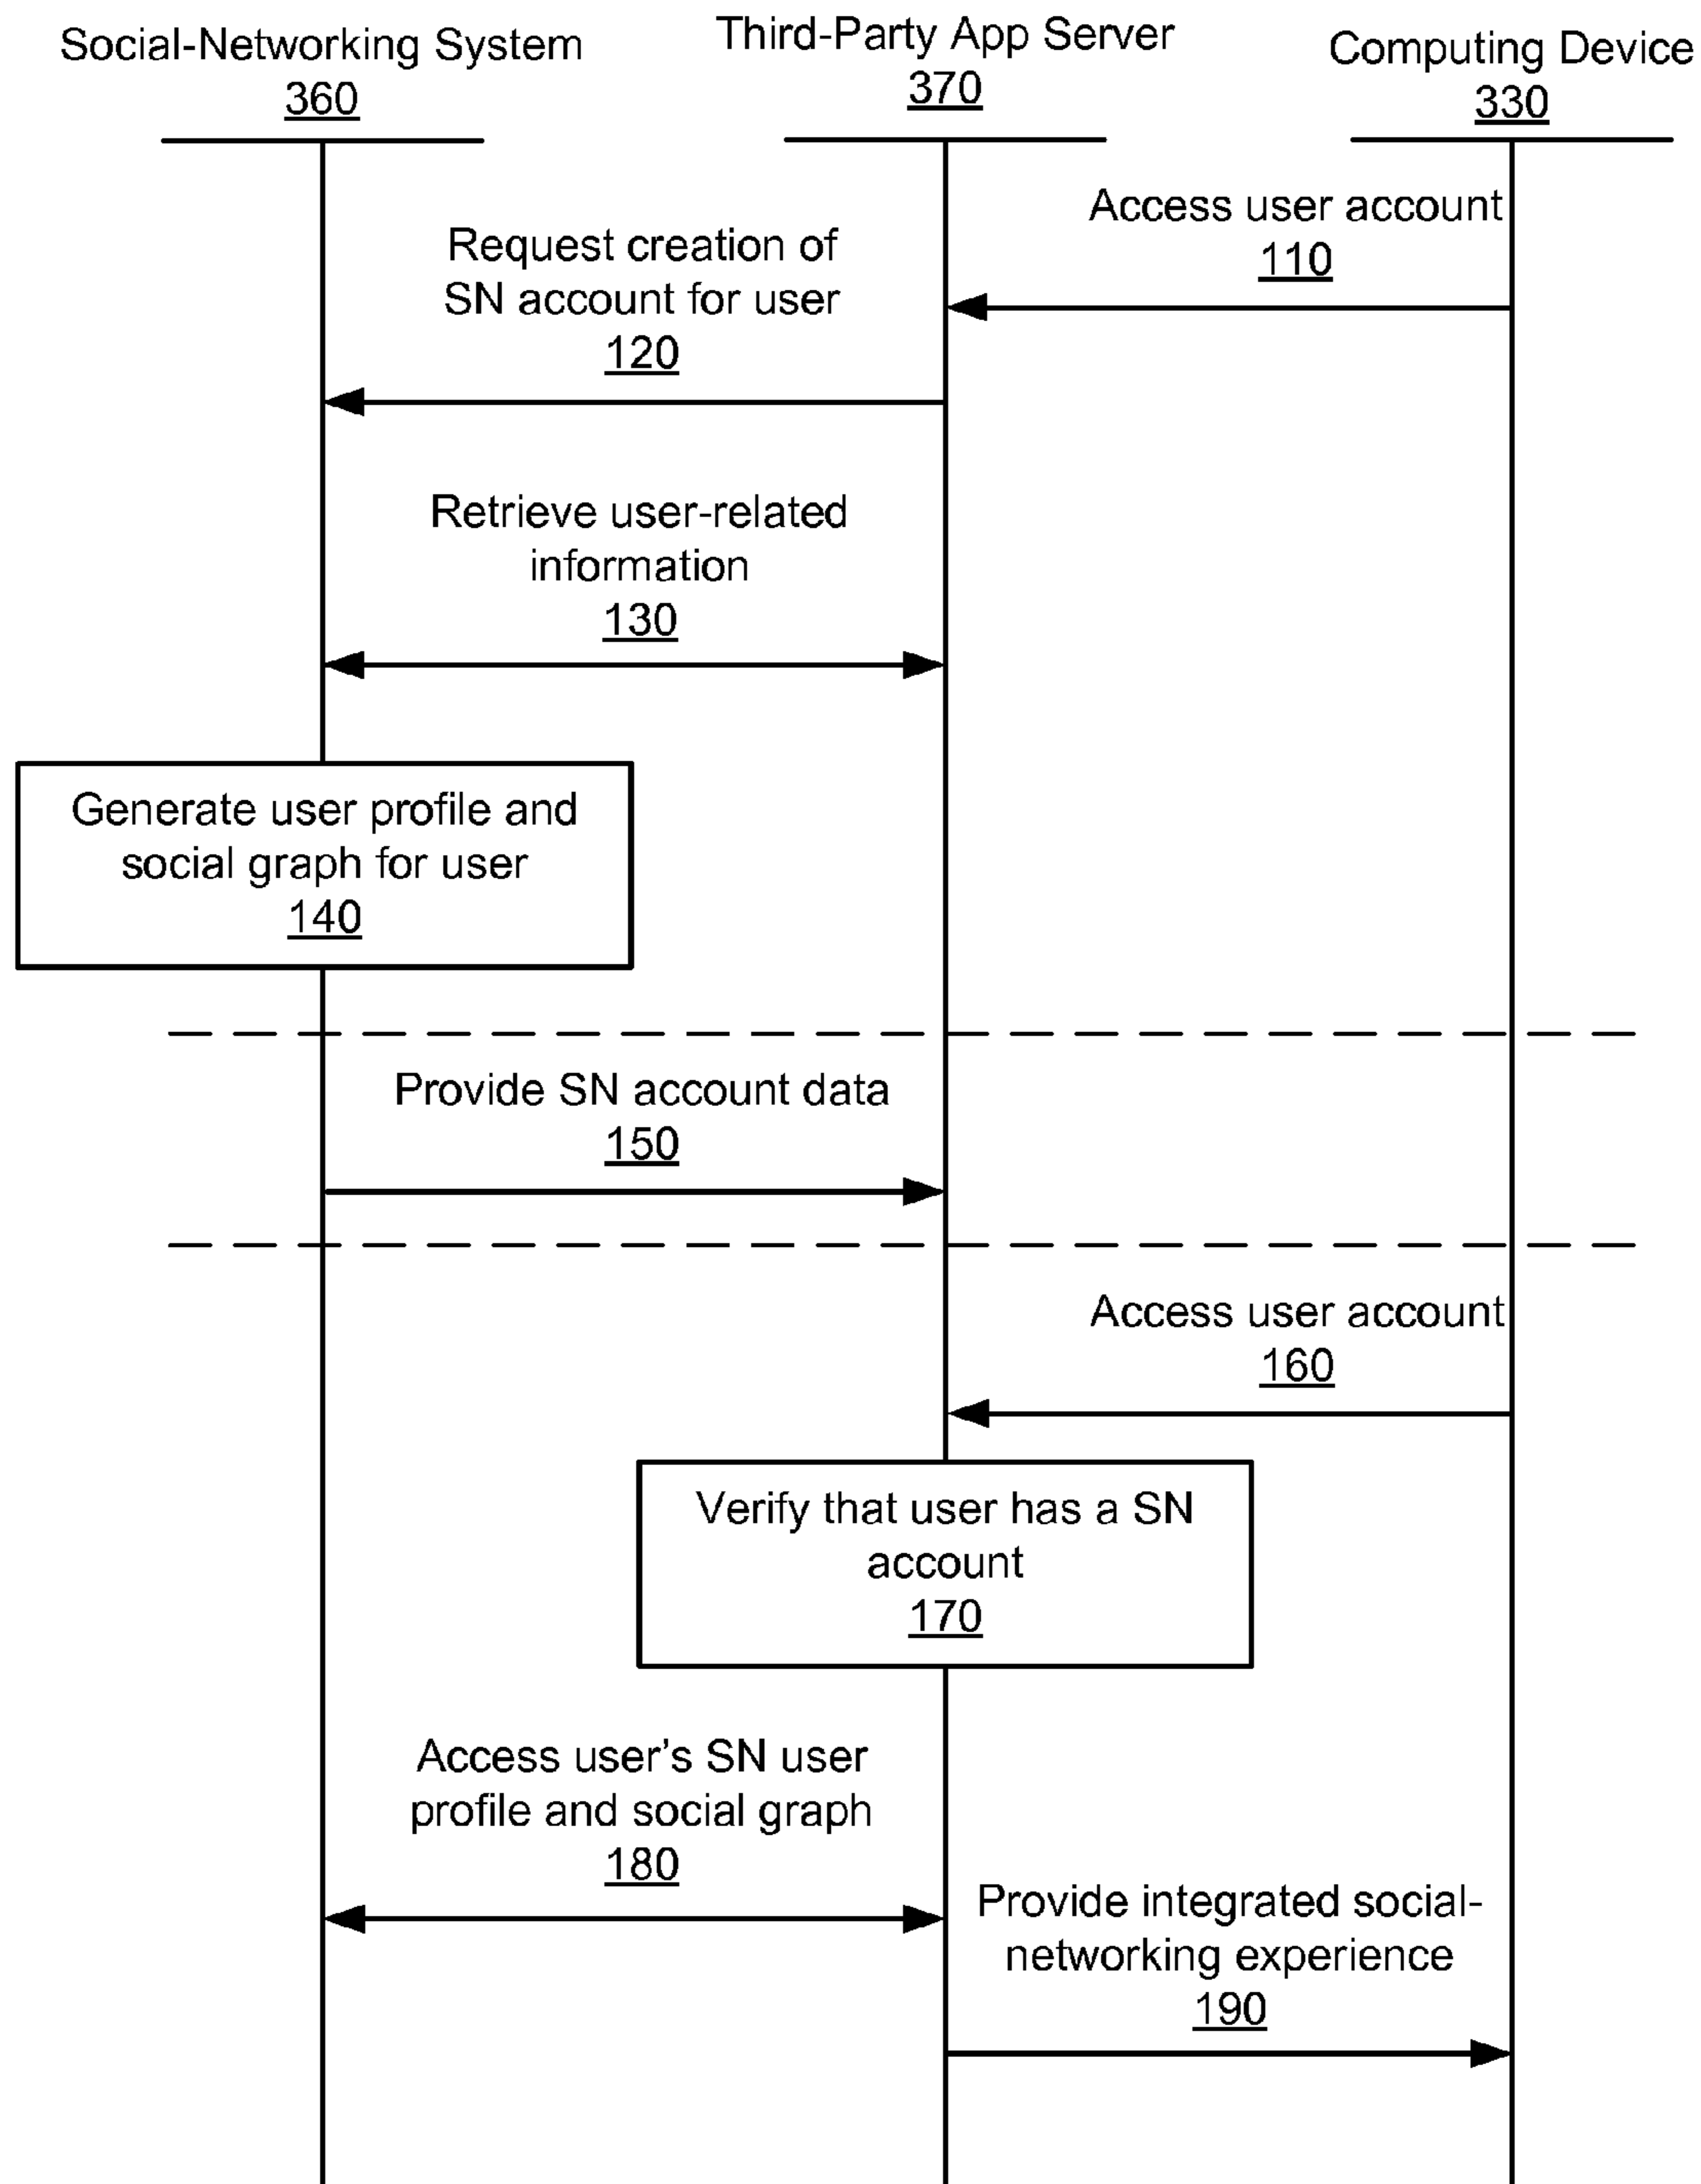 Social-Networking System
360
Third-Party App Server
370
Computing Device
330
Access user account
110
Request creation of
SN account for user
120
Retrieve user-related
information
130
Generate user profile and
social graph for user
140
Provide SN account data
150
Access user account
160
Verify that user has a SN
account
170
Access user’s SN user
profile and social graph
180
Provide integrated social-
networking experience
190